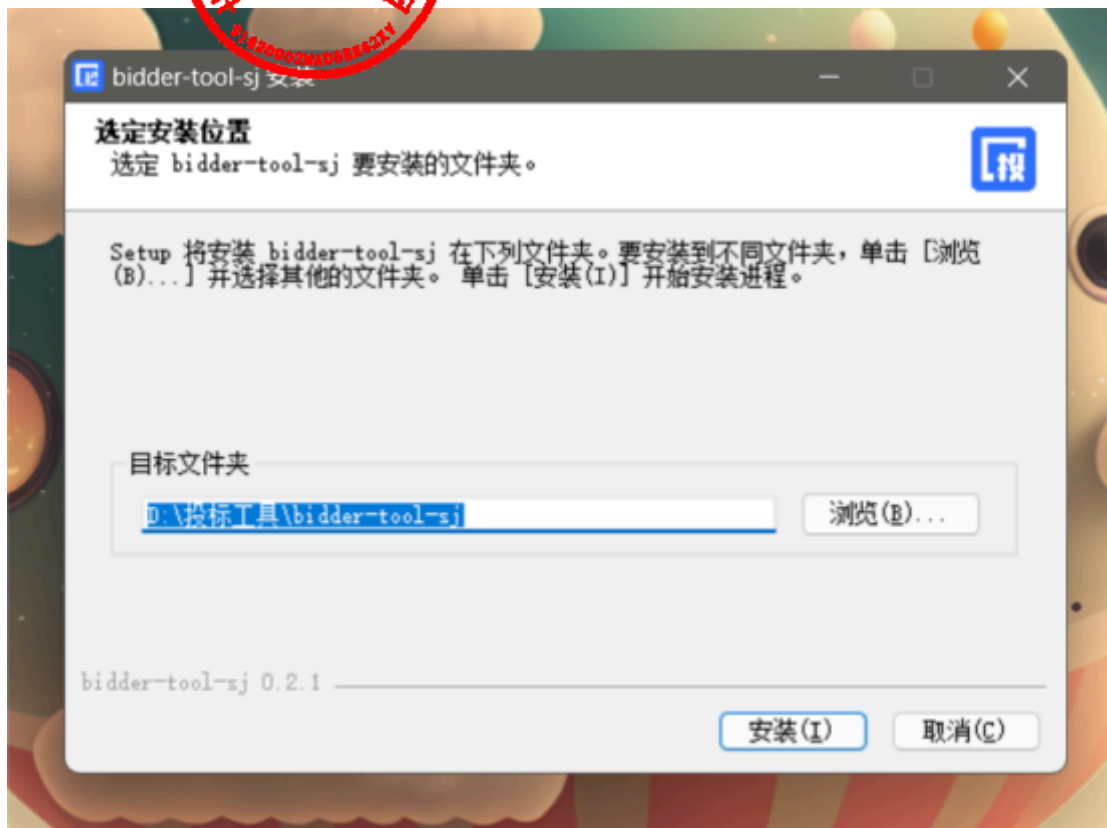 bidder-tool-sj 安装
选定安装位置
选定 bidder-tool-sj 要安装的文件夹。
投
Setup 将安装 bidder-tool-sj 在下列文件夹。要安装到不同文件夹，单击 [浏览
(B)...] 并选择其他的文件夹。 单击 [安装(I)] 开始安装进程。
目标文件夹
D:\投标工具\bidder-tool-sj
浏览(B)...
bidder-tool-sj 0.2.1
安装(I)
取消(C)